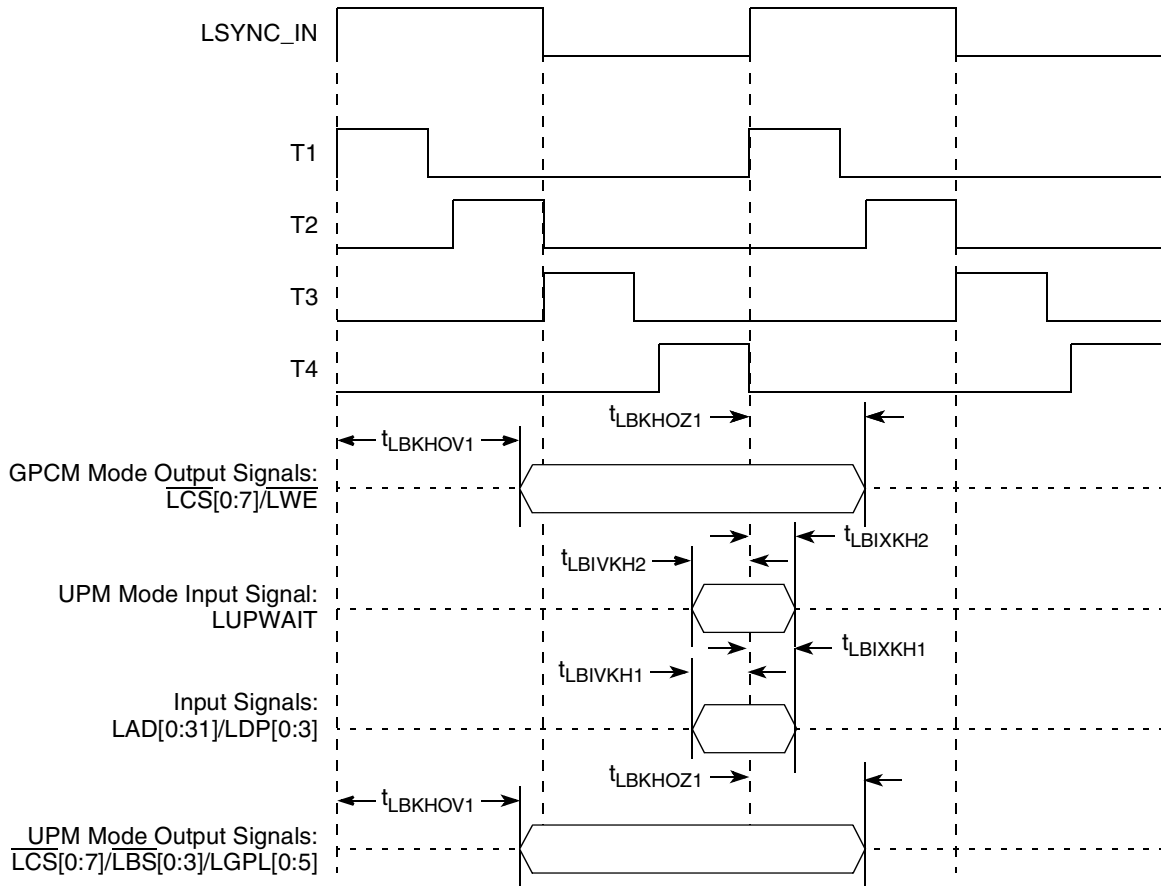 LSYNC_IN
T1
T2
T3
T4
tLBKHOZ1
tLBKHOV1
GPCM Mode Output Signals:
LCS[0:7]/LWE
tLBIXKH2
tLBIVKH2
UPM Mode Input Signal:
LUPWAIT
tLBIXKH1
tLBIVKH1
Input Signals:
LAD[0:31]/LDP[0:3]
tLBKHOZ1
tLBKHOV1
UPM Mode Output Signals:
LCS[0:7]/LBS[0:3]/LGPL[0:5]